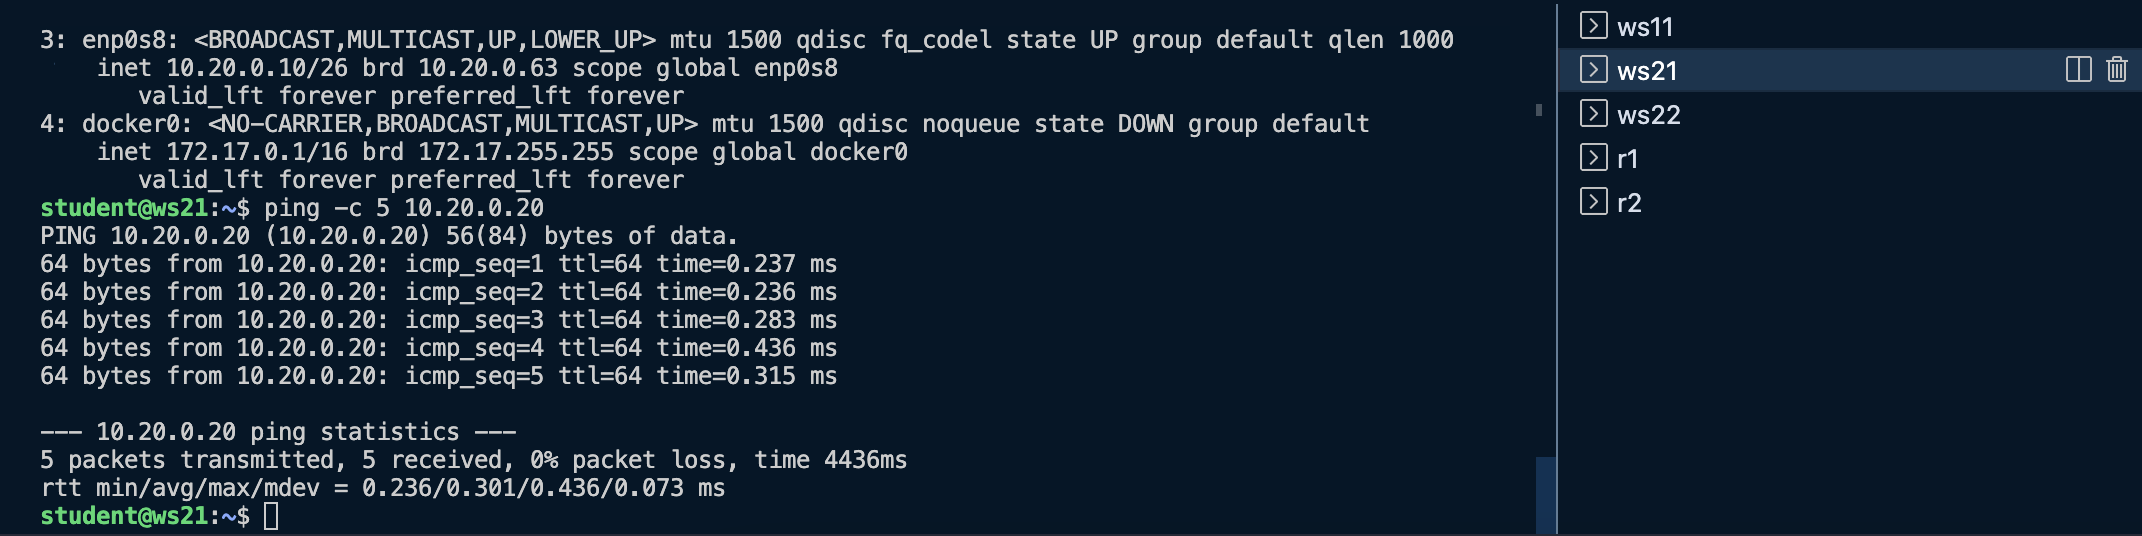 3: enp0s8: <BROADCAST,MULTICAST,UP,LOWER_UP> mtu 1500 qdisc fq_codel state UP group default qlen 1000
    inet 10.20.0.10/26 brd 10.20.0.63 scope global enp0s8
       valid_lft forever preferred_lft forever
4: docker0: <NO-CARRIER,BROADCAST,MULTICAST,UP> mtu 1500 qdisc noqueue state DOWN group default
    inet 172.17.0.1/16 brd 172.17.255.255 scope global docker0
       valid_lft forever preferred_lft forever
student@ws21:~$ ping -c 5 10.20.0.20
PING 10.20.0.20 (10.20.0.20) 56(84) bytes of data.
64 bytes from 10.20.0.20: icmp_seq=1 ttl=64 time=0.237 ms
64 bytes from 10.20.0.20: icmp_seq=2 ttl=64 time=0.236 ms
64 bytes from 10.20.0.20: icmp_seq=3 ttl=64 time=0.283 ms
64 bytes from 10.20.0.20: icmp_seq=4 ttl=64 time=0.436 ms
64 bytes from 10.20.0.20: icmp_seq=5 ttl=64 time=0.315 ms

--- 10.20.0.20 ping statistics ---
5 packets transmitted, 5 received, 0% packet loss, time 4436ms
rtt min/avg/max/mdev = 0.236/0.301/0.436/0.073 ms
student@ws21:~$
ws11
ws21
ws22
r1
r2